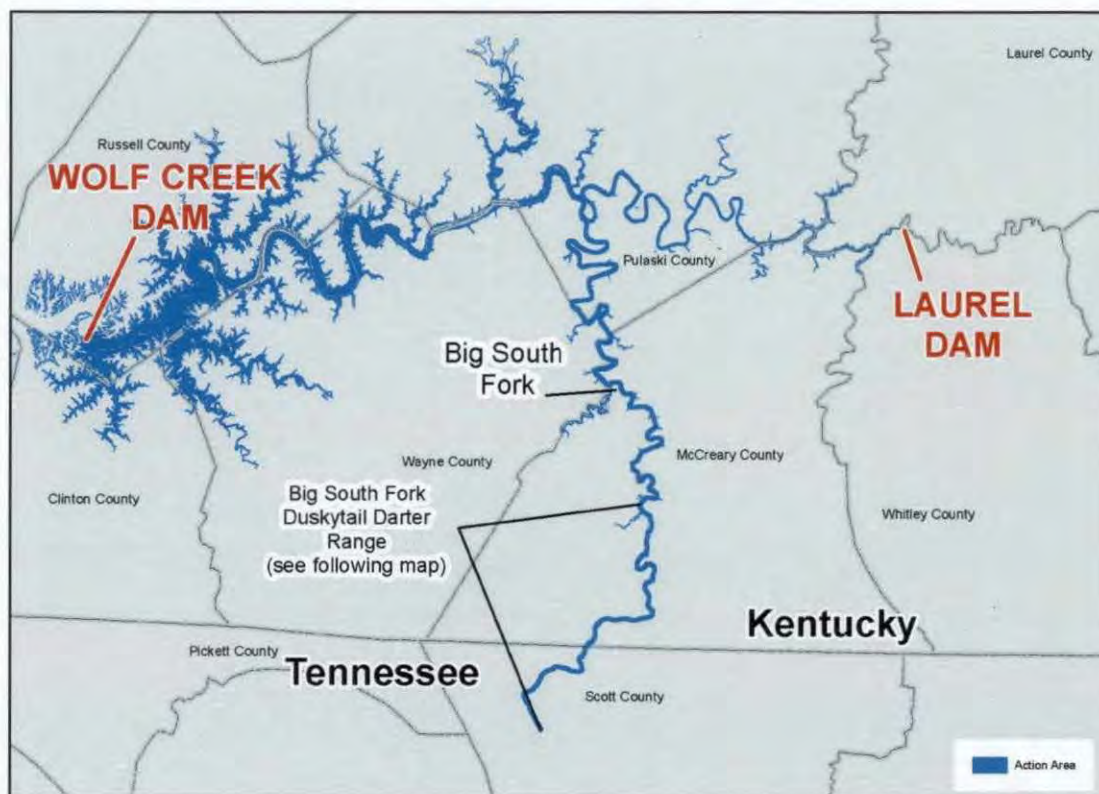 Laurel County
Russell County
WOLF CREEK
DAM
Pulaski County
LAUREL
DAM
Big South
Fork
Wayne County
McCreary County
Clinton County
Big South Fork
Duskytail Darter
Range
(see following map)
Whitley County
Kentucky
Pickett County
Tennessee
Scott County
Action Area